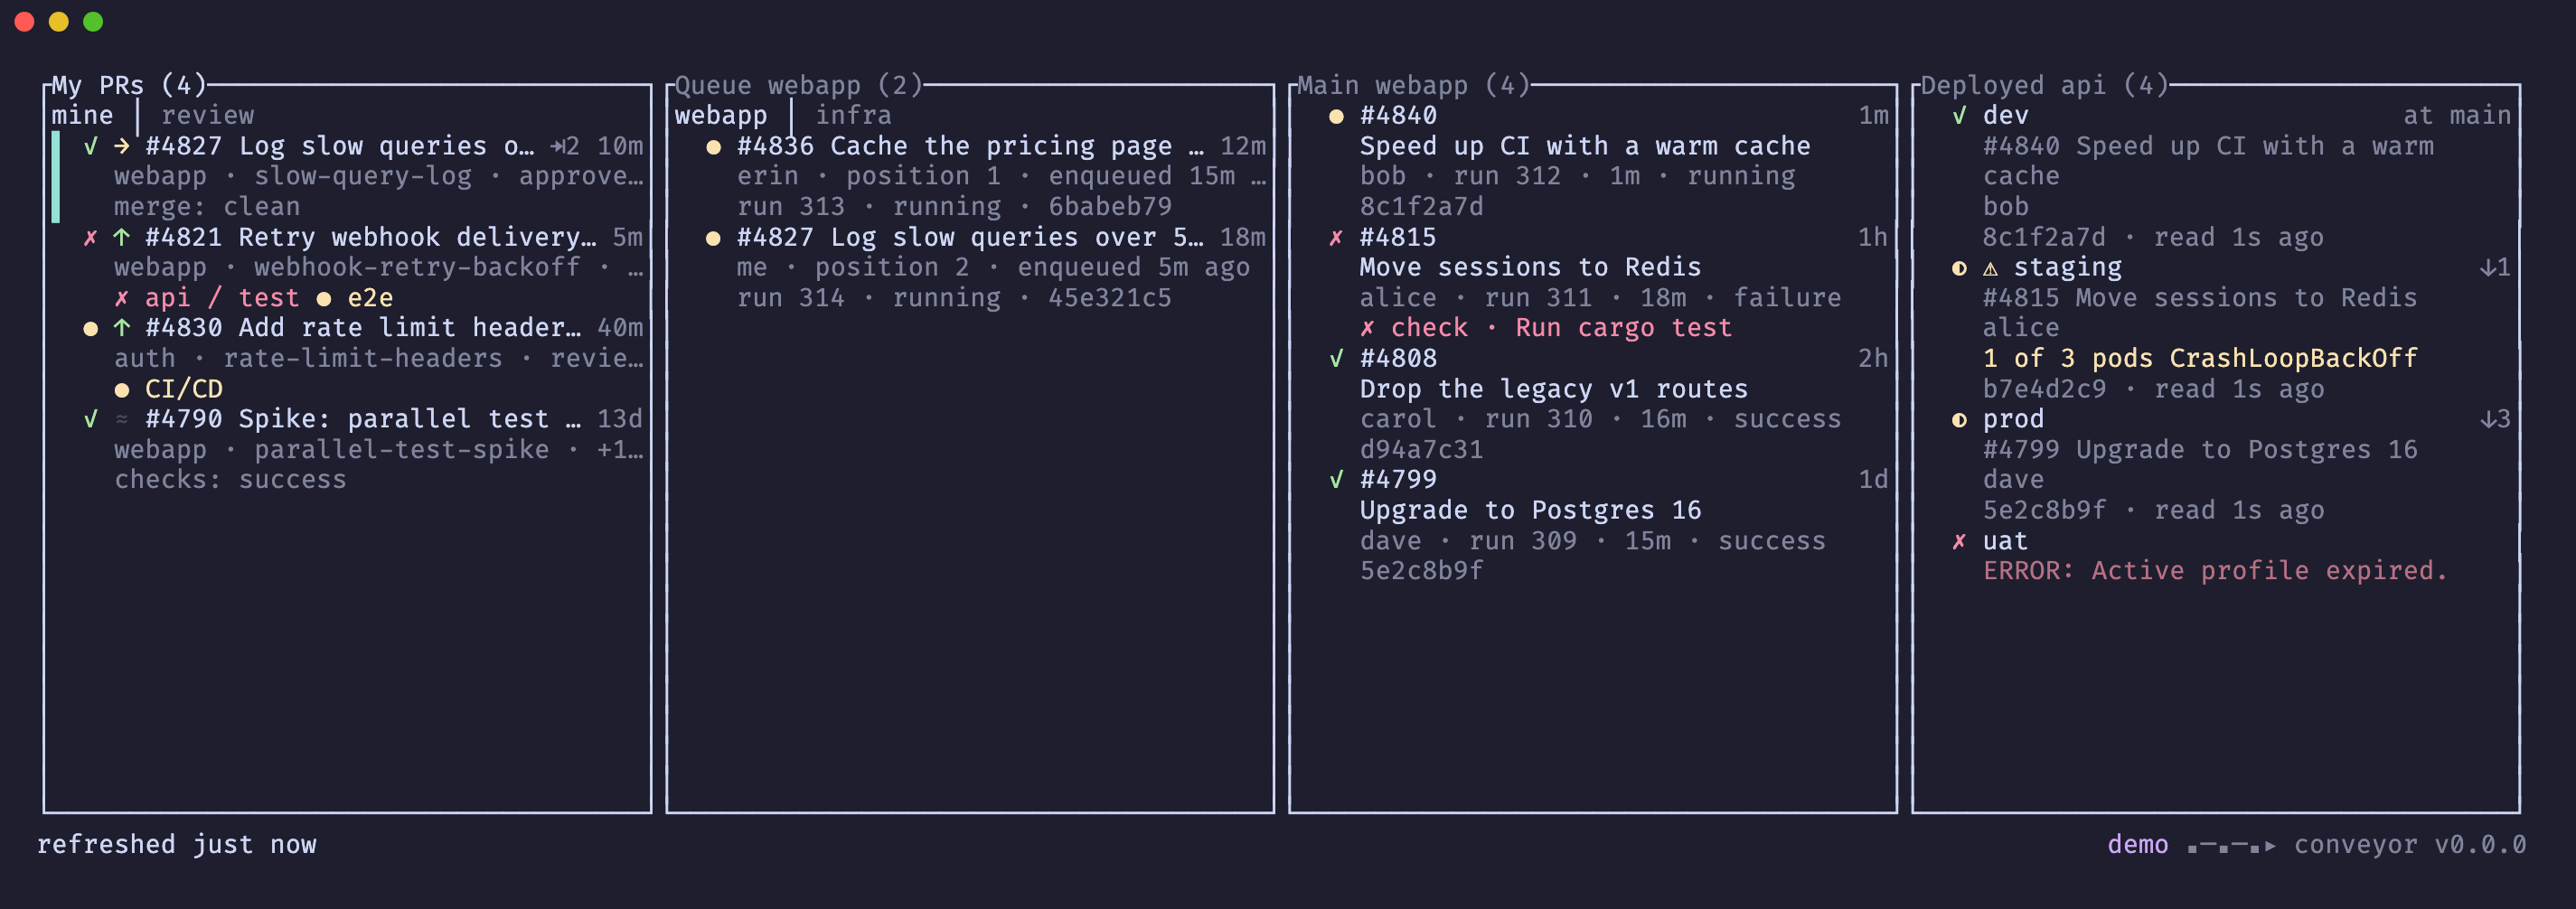 My PRs (4)
mine │ review
✓ → #4827 Log slow queries o… ⇥2 10m
webapp · slow-query-log · approve…
merge: clean
✗ ↑ #4821 Retry webhook delivery… 5m
webapp · webhook-retry-backoff · …
✗ api / test ● e2e
● ↑ #4830 Add rate limit header… 40m
auth · rate-limit-headers · revie…
● CI/CD
✓ ≈ #4790 Spike: parallel test … 13d
webapp · parallel-test-spike · +1…
checks: success
Queue webapp (2)
webapp │ infra
● #4836 Cache the pricing page … 12m
erin · position 1 · enqueued 15m …
run 313 · running · 6babeb79
● #4827 Log slow queries over 5… 18m
me · position 2 · enqueued 5m ago
run 314 · running · 45e321c5
Main webapp (4)
● #4840 1m
Speed up CI with a warm cache
bob · run 312 · 1m · running
8c1f2a7d
✗ #4815 1h
Move sessions to Redis
alice · run 311 · 18m · failure
✗ check · Run cargo test
✓ #4808 2h
Drop the legacy v1 routes
carol · run 310 · 16m · success
d94a7c31
✓ #4799 1d
Upgrade to Postgres 16
dave · run 309 · 15m · success
5e2c8b9f
Deployed api (4)
✓ dev at main
#4840 Speed up CI with a warm
cache
bob
8c1f2a7d · read 1s ago
◐ ⚠ staging ↓1
#4815 Move sessions to Redis
alice
1 of 3 pods CrashLoopBackOff
b7e4d2c9 · read 1s ago
◐ prod ↓3
#4799 Upgrade to Postgres 16
dave
5e2c8b9f · read 1s ago
✗ uat
ERROR: Active profile expired.
refreshed just now
demo ▪─▪─▪▸ conveyor v0.0.0